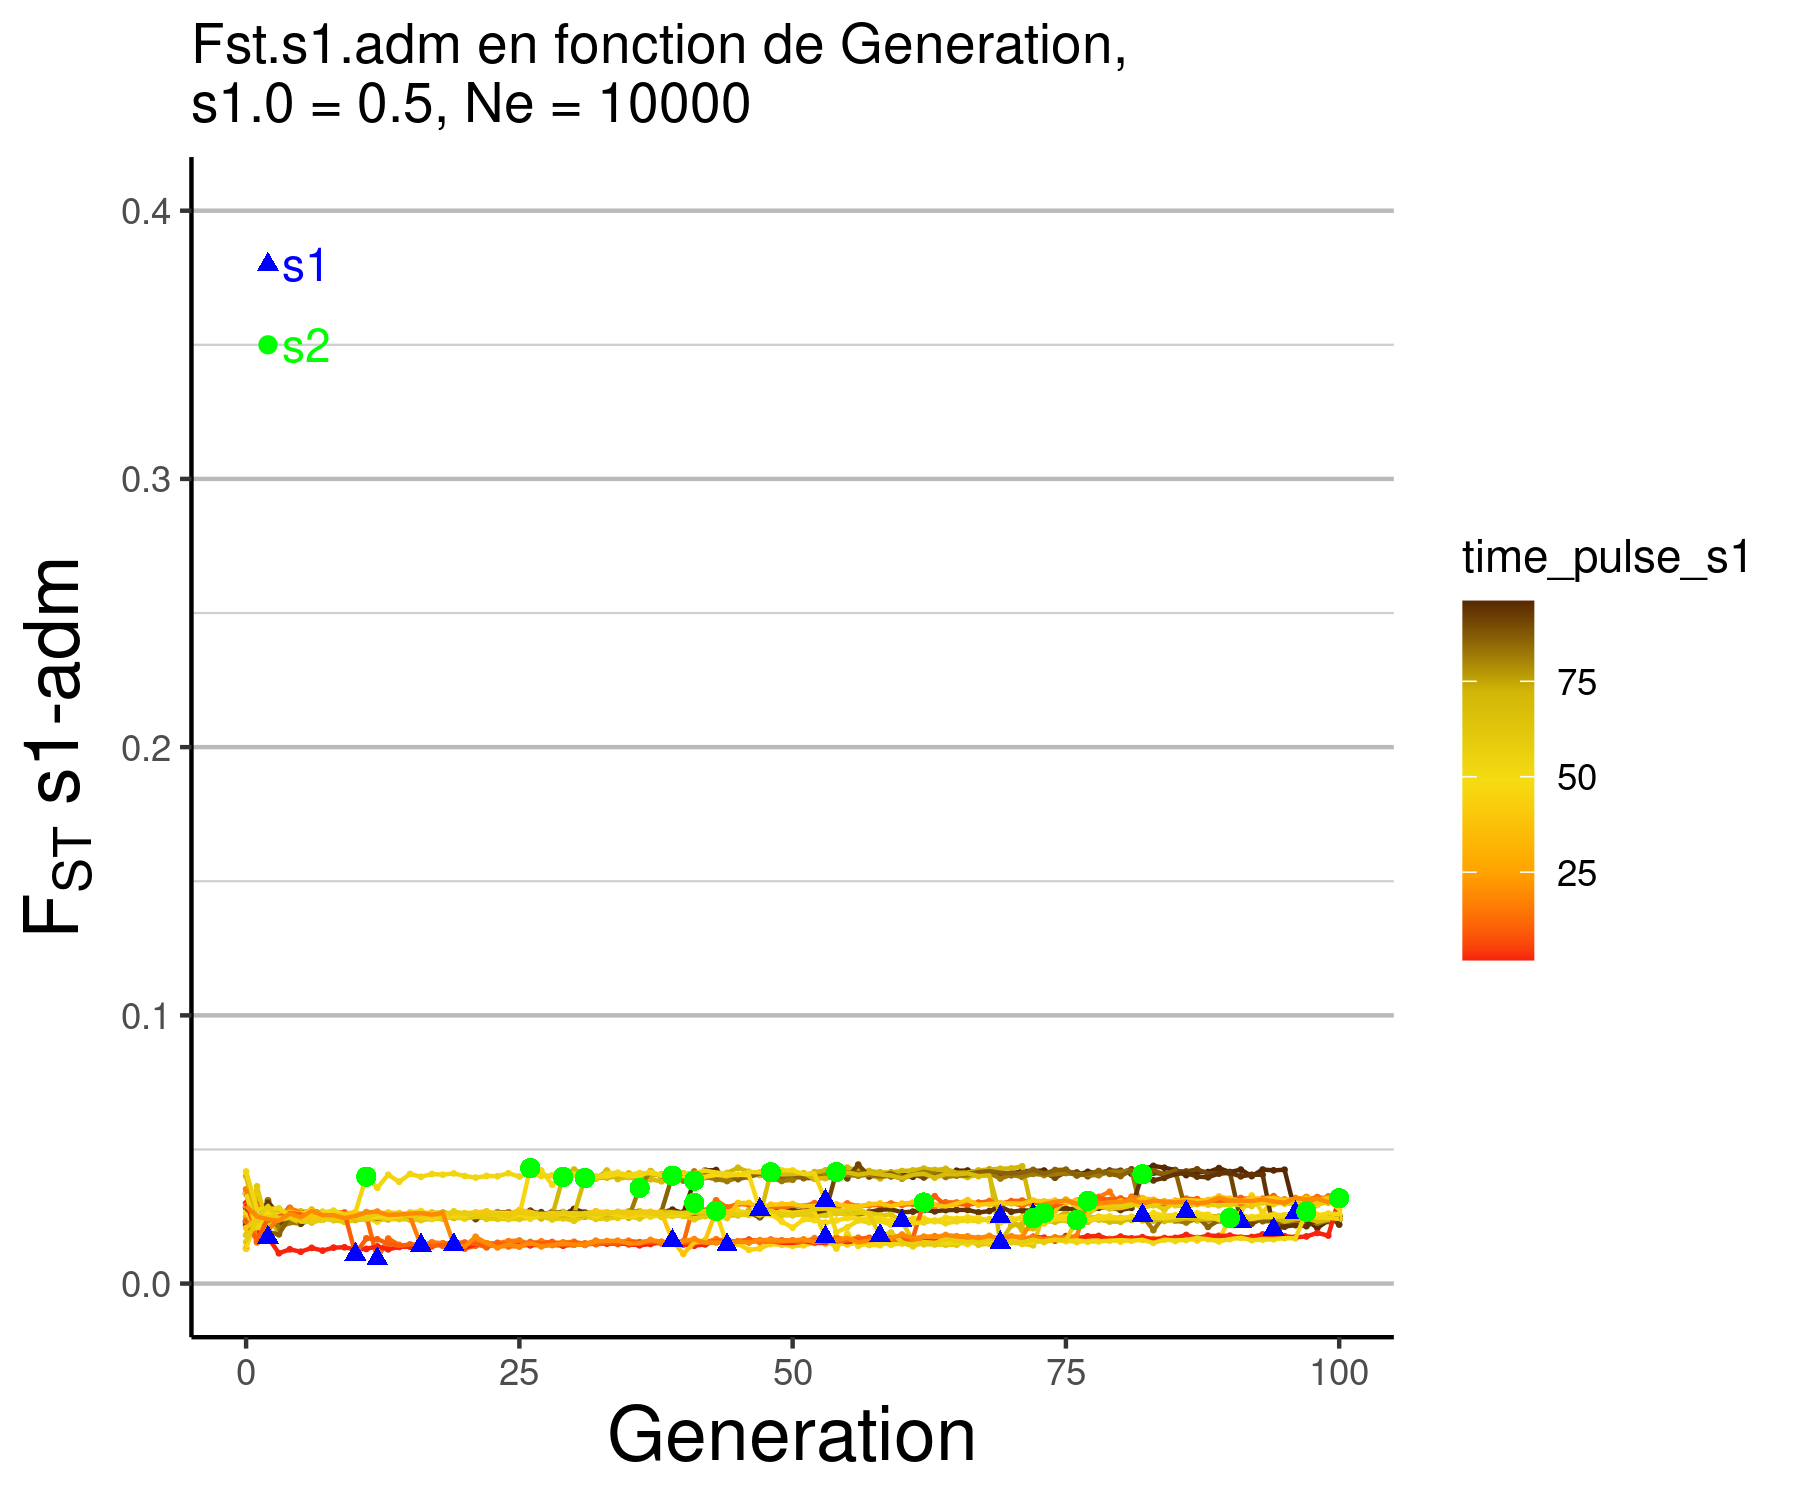 Fst.s1.adm en fonction de Generation,
s1.0 = 0.5, Ne = 10000
0.4
0.3
0.2
0.1
0.0
s1
s2
FST s1-adm
0
25
50
75
100
Generation
time_pulse_s1
75
50
25